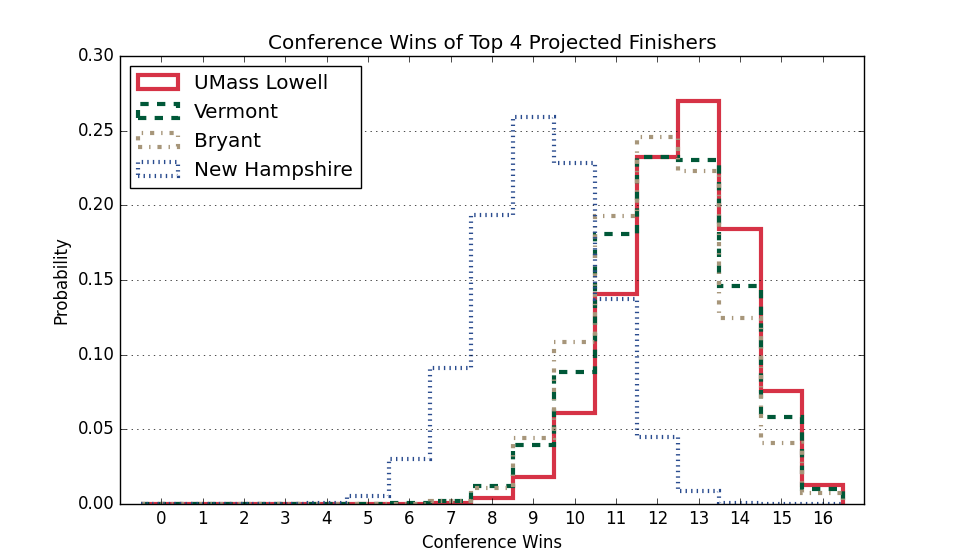 Conference Wins of Top 4 Projected Finishers
0.30
0.25
0.20
0.15
0.10
0.05
0.00
Probability
UMass Lowell
Vermont
Bryant
New Hampshire
0 1 2 3 4 5 6 7 8 9 10 11 12 13 14 15 16
Conference Wins